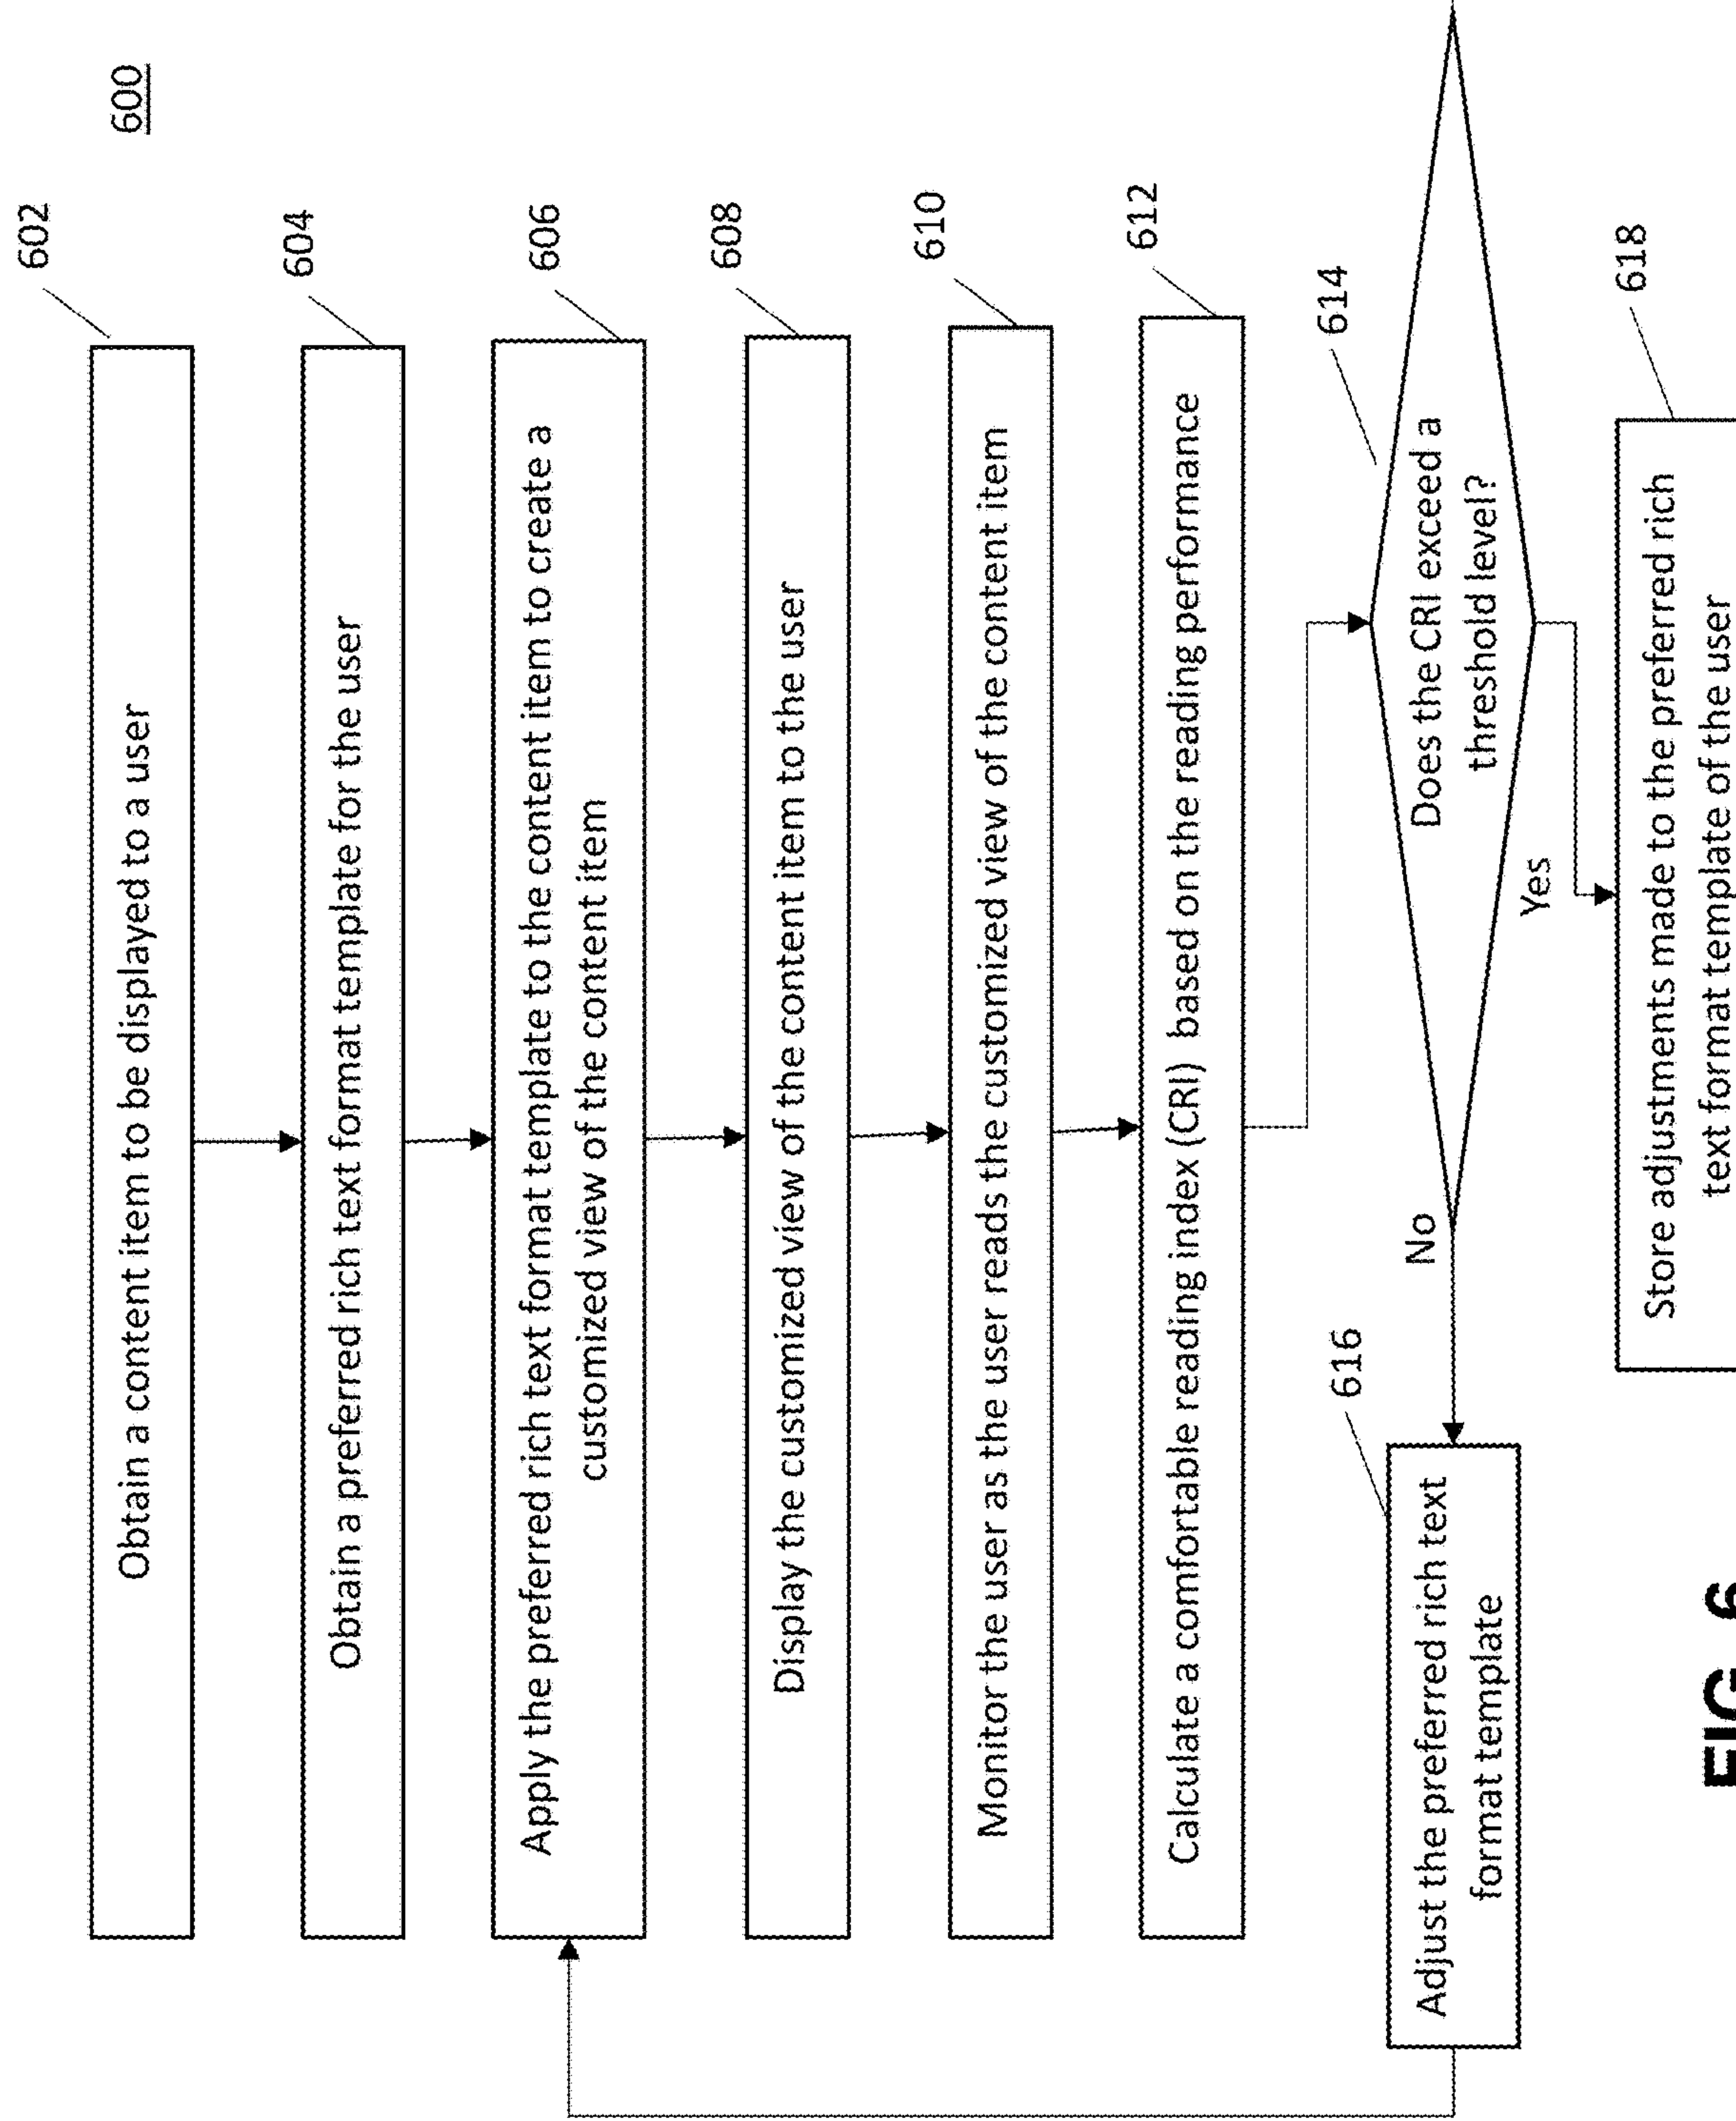 600
602
Obtain a content item to be displayed to a user
604
Obtain a preferred rich text format template for the user
606
Apply the preferred rich text format template to the content item to create a
customized view of the content item
608
Display the customized view of the content item to the user
610
Monitor the user as the user reads the customized view of the content item
612
Calculate a comfortable reading index (CRI) based on the reading performance
614
Does the CRI exceed a
threshold level?
No
Yes
616
Adjust the preferred rich text
format template
618
Store adjustments made to the preferred rich
text format template of the user
FIG. 6